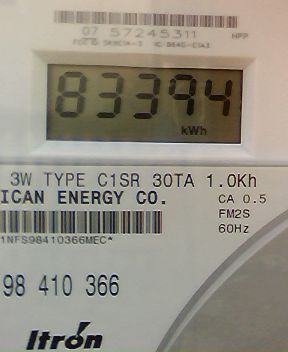 07 57245311 HPP
83394
kWh
3W TYPE C1SR 30TA 1.0Kh
ICAN ENERGY CO. CA 0.5
FM2S
60Hz
1NFS98410366MEC*
98 410 366
Itron